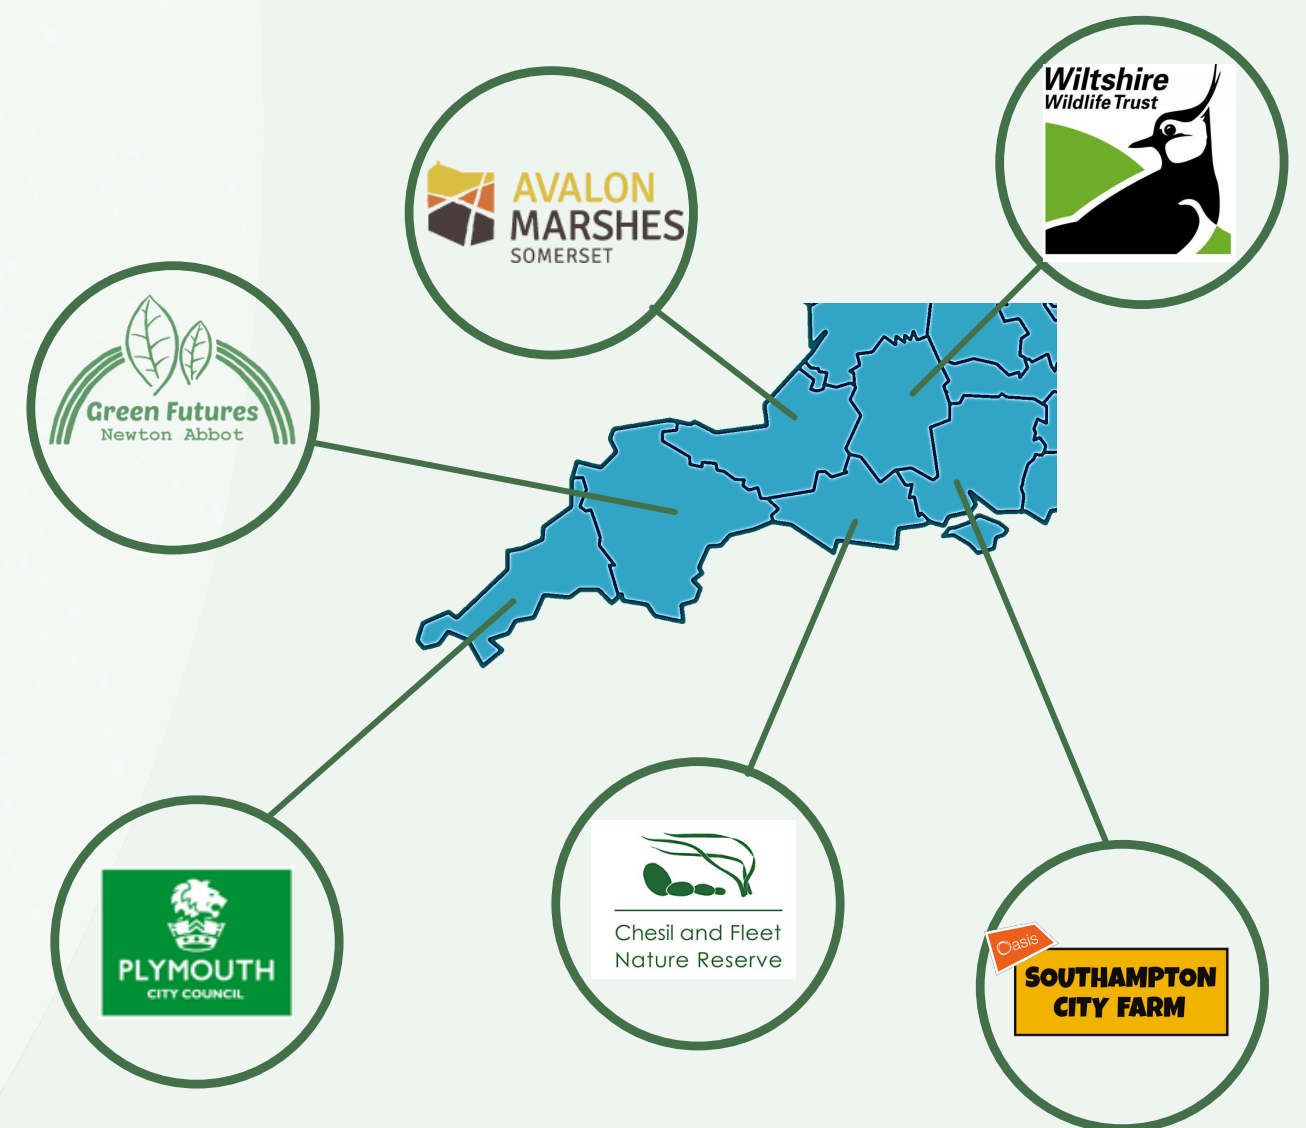 Wiltshire
Wildlife Trust
AVALON
MARSHES
SOMERSET
Green Futures
Newton Abbot
PLYMOUTH
CITY COUNCIL
Chesil and Fleet
Nature Reserve
Oasis
SOUTHAMPTON
CITY FARM